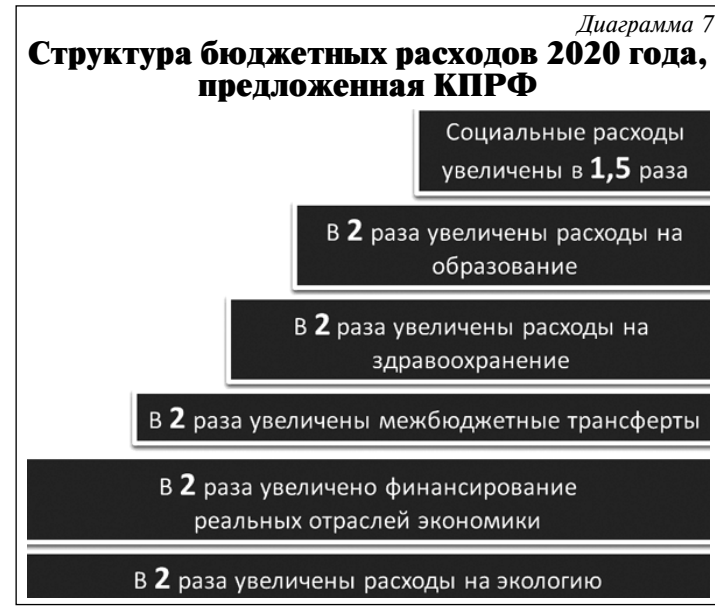 Диаграмма 7
Структура бюджетных расходов 2020 года,
предложенная КПРФ
Социальные расходы
увеличены в 1,5 раза
В 2 раза увеличены расходы на
образование
В 2 раза увеличены расходы на
здравоохранение
В 2 раза увеличены межбюджетные трансферты
В 2 раза увеличено финансирование
реальных отраслей экономики
В 2 раза увеличены расходы на экологию